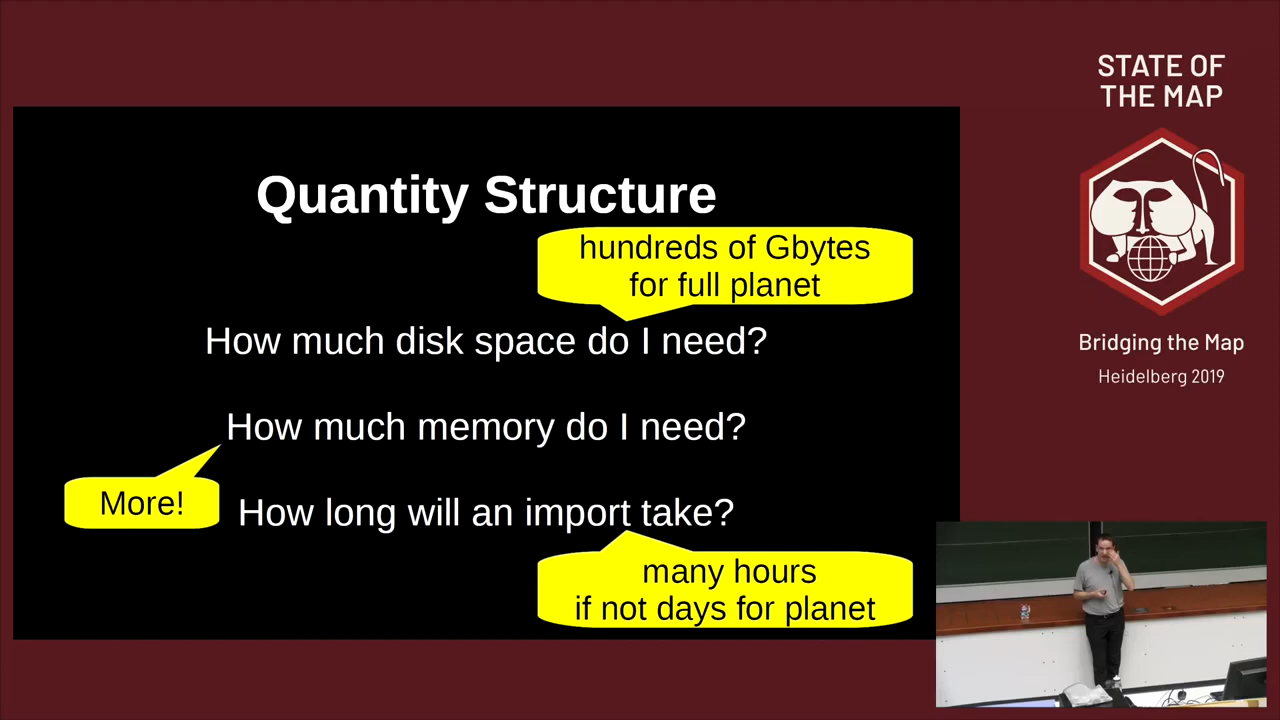 STATE OF
THE MAP
Quantity Structure
hundreds of Gbytes
for full planet
How much disk space do I need?
Bridging the Map
Heidelberg 2019
How much memory do I need?
More!
How long will an import take?
many hours
if not days for planet